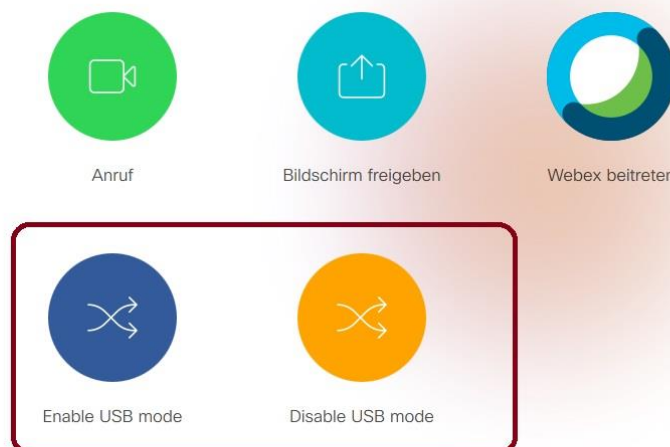 Anruf
Bildschirm freigeben
Webex beitreten
Enable USB mode
Disable USB mode